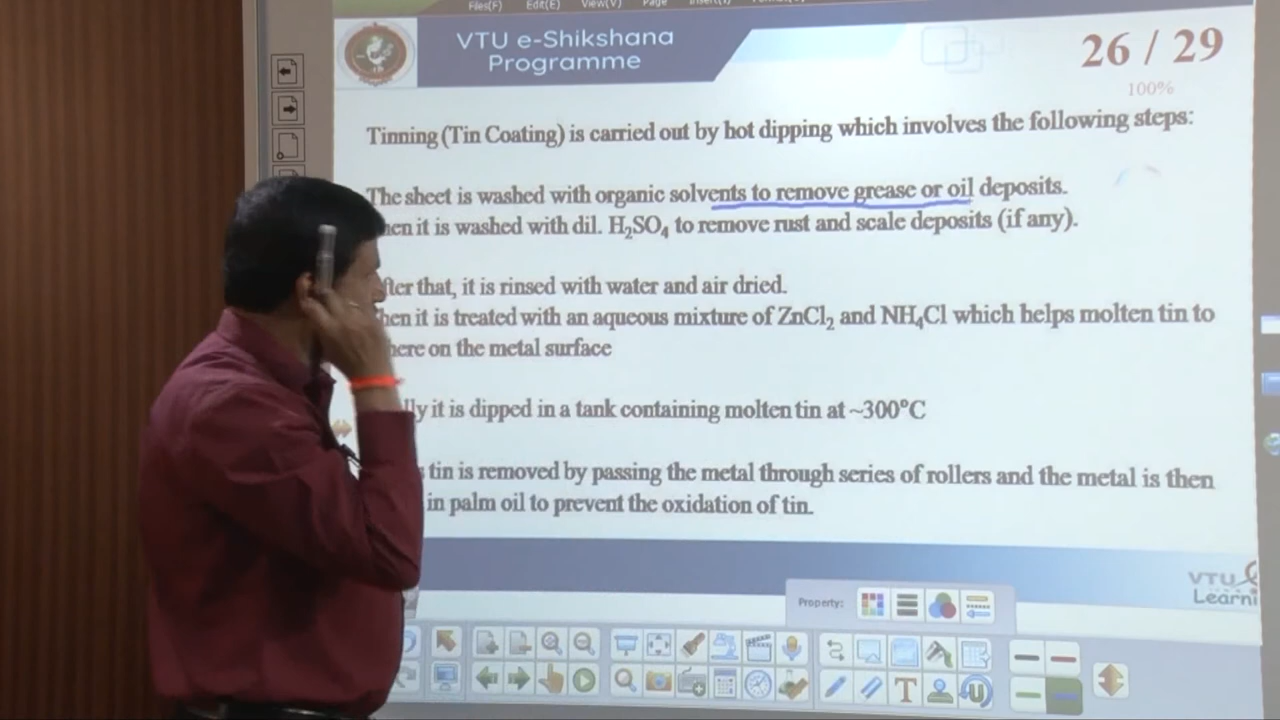 Files(F) Edit(E) View(V) Page Insert(I)
VTU e-Shikshana
Programme
26 / 29
100%
Tinning (Tin Coating) is carried out by hot dipping which involves the following steps:
The sheet is washed with organic solvents to remove grease or oil deposits.
it is washed with dil. H₂SO₄ to remove rust and scale deposits (if any).
that, it is rinsed with water and air dried.
it is treated with an aqueous mixture of ZnCl₂ and NH₄Cl which helps molten tin to
on the metal surface
it is dipped in a tank containing molten tin at ~300°C
tin is removed by passing the metal through series of rollers and the metal is then
in palm oil to prevent the oxidation of tin.
VTU
Property: